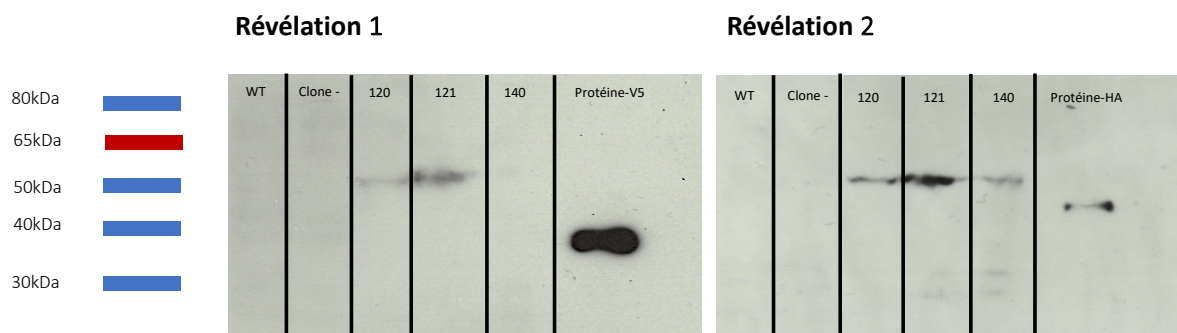 Révélation 1
Révélation 2
80kDa
65kDa
50kDa
40kDa
30kDa
WT
Clone -
120
121
140
Protéine-V5
WT
Clone -
120
121
140
Protéine-HA